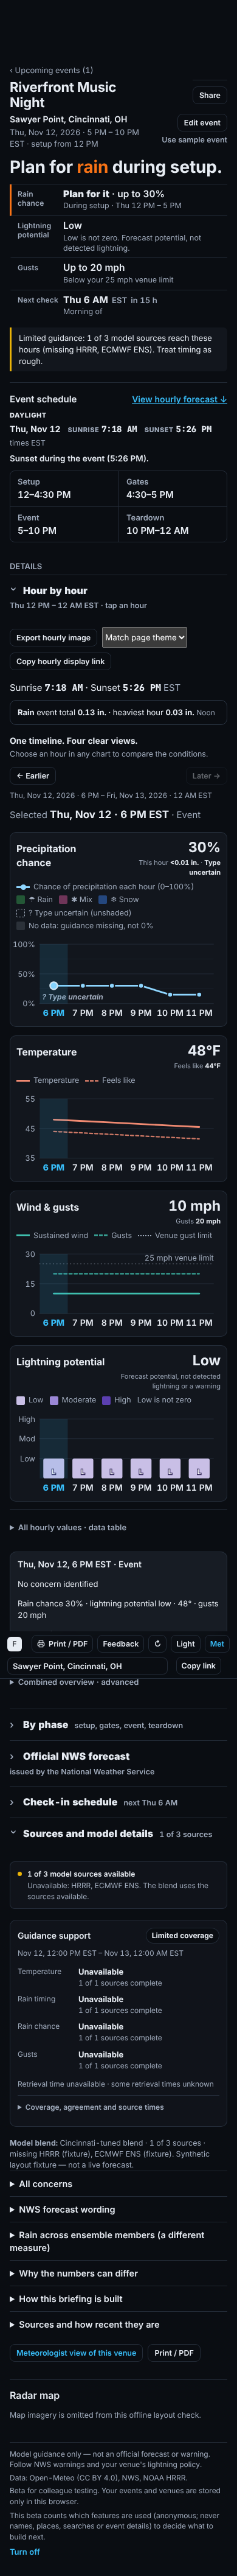 ‹ Upcoming events (1)
Riverfront Music
Night
Share
Sawyer Point, Cincinnati, OH
Thu, Nov 12, 2026 · 5 PM – 10 PM
EST · setup from 12 PM
Edit event
Use sample event
Plan for rain during setup.
Rain
chance
Plan for it · up to 30%
During setup · Thu 12 PM – 5 PM
Lightning
potential
Low
Low is not zero. Forecast potential, not
detected lightning.
Gusts
Up to 20 mph
Below your 25 mph venue limit
Next check
Thu 6 AM EST in 15 h
Morning of
Limited guidance: 1 of 3 model sources reach these
hours (missing HRRR, ECMWF ENS). Treat timing as
rough.
Event schedule
View hourly forecast ↓
DAYLIGHT
Thu, Nov 12 SUNRISE 7:18 AM SUNSET 5:26 PM
times EST
Sunset during the event (5:26 PM).
Setup
12–4:30 PM
Gates
4:30–5 PM
Event
5–10 PM
Teardown
10 PM–12 AM
DETAILS
Hour by hour
Thu 12 PM – 12 AM EST · tap an hour
Export hourly image
Match page theme
Copy hourly display link
Sunrise 7:18 AM · Sunset 5:26 PM EST
Rain event total 0.13 in. · heaviest hour 0.03 in. Noon
One timeline. Four clear views.
Choose an hour in any chart to compare the conditions.
← Earlier
Later →
Thu, Nov 12, 2026 · 6 PM – Fri, Nov 13, 2026 · 12 AM EST
Selected Thu, Nov 12 · 6 PM EST · Event
Precipitation
chance
30%
This hour <0.01 in. · Type
uncertain
Chance of precipitation each hour (0–100%)
☂ Rain ✱ Mix ❄ Snow
? Type uncertain (unshaded)
No data: guidance missing, not 0%
100%
50%
0%
? Type uncertain
6 PM 7 PM 8 PM 9 PM 10 PM 11 PM
Temperature
48°F
Feels like 44°F
Temperature Feels like
55
45
35
6 PM 7 PM 8 PM 9 PM 10 PM 11 PM
Wind & gusts
10 mph
Gusts 20 mph
Sustained wind Gusts Venue gust limit
30
25 mph venue limit
15
0
6 PM 7 PM 8 PM 9 PM 10 PM 11 PM
Lightning potential
Low
Forecast potential, not detected
lightning or a warning
Low Moderate High Low is not zero
High
Mod
Low
L L L L L L
6 PM 7 PM 8 PM 9 PM 10 PM 11 PM
▸ All hourly values · data table
Thu, Nov 12, 6 PM EST · Event
No concern identified
Rain chance 30% · lightning potential low · 48° · gusts
20 mph
F
Print / PDF
Feedback
↻
Light
Met
Sawyer Point, Cincinnati, OH
Copy link
▸ Combined overview · advanced
› By phase setup, gates, event, teardown
› Official NWS forecast
issued by the National Weather Service
› Check-in schedule next Thu 6 AM
Sources and model details 1 of 3 sources
1 of 3 model sources available
Unavailable: HRRR, ECMWF ENS. The blend uses the
sources available.
Guidance support
Limited coverage
Nov 12, 12:00 PM EST – Nov 13, 12:00 AM EST
Temperature
Unavailable
1 of 1 sources complete
Rain timing
Unavailable
1 of 1 sources complete
Rain chance
Unavailable
1 of 1 sources complete
Gusts
Unavailable
1 of 1 sources complete
Retrieval time unavailable · some retrieval times unknown
▸ Coverage, agreement and source times
Model blend: Cincinnati-tuned blend · 1 of 3 sources ·
missing HRRR (fixture), ECMWF ENS (fixture). Synthetic
layout fixture — not a live forecast.
▸ All concerns
▸ NWS forecast wording
▸ Rain across ensemble members (a different
measure)
▸ Why the numbers can differ
▸ How this briefing is built
▸ Sources and how recent they are
Meteorologist view of this venue
Print / PDF
Radar map
Map imagery is omitted from this offline layout check.
Model guidance only — not an official forecast or warning.
Follow NWS warnings and your venue's lightning policy.
Data: Open-Meteo (CC BY 4.0), NWS, NOAA HRRR.
Beta for colleague testing. Your events and venues are stored
only in this browser.
This beta counts which features are used (anonymous; never
names, places, searches or event details) to decide what to
build next.
Turn off